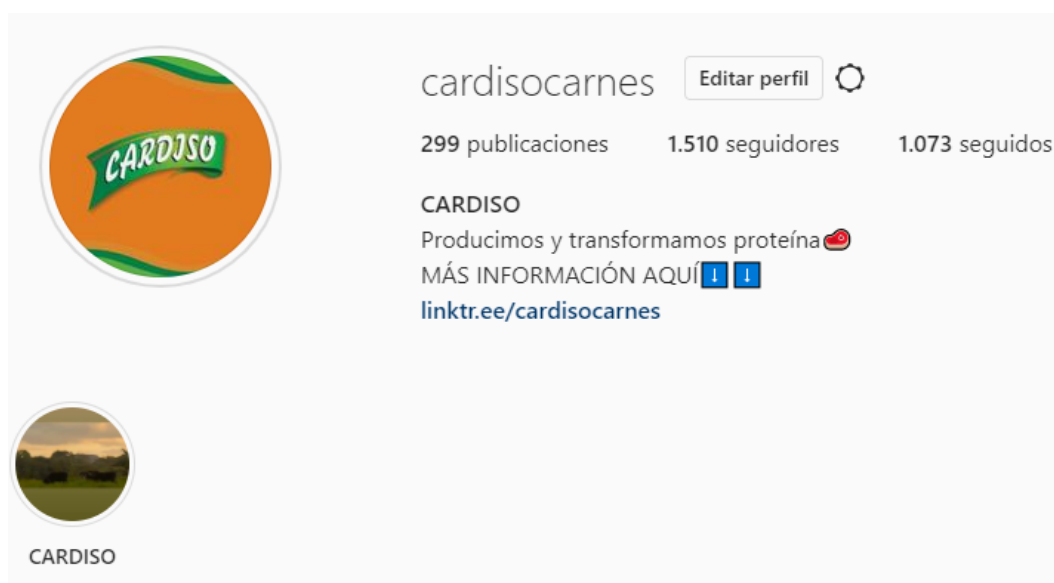 CARDISO
cardisocarnes Editar perfil
299 publicaciones 1.510 seguidores 1.073 seguidos
CARDISO
Producimos y transformamos proteína🥩
MÁS INFORMACIÓN AQUÍ⬇️⬇️
linktr.ee/cardisocarnes
CARDISO